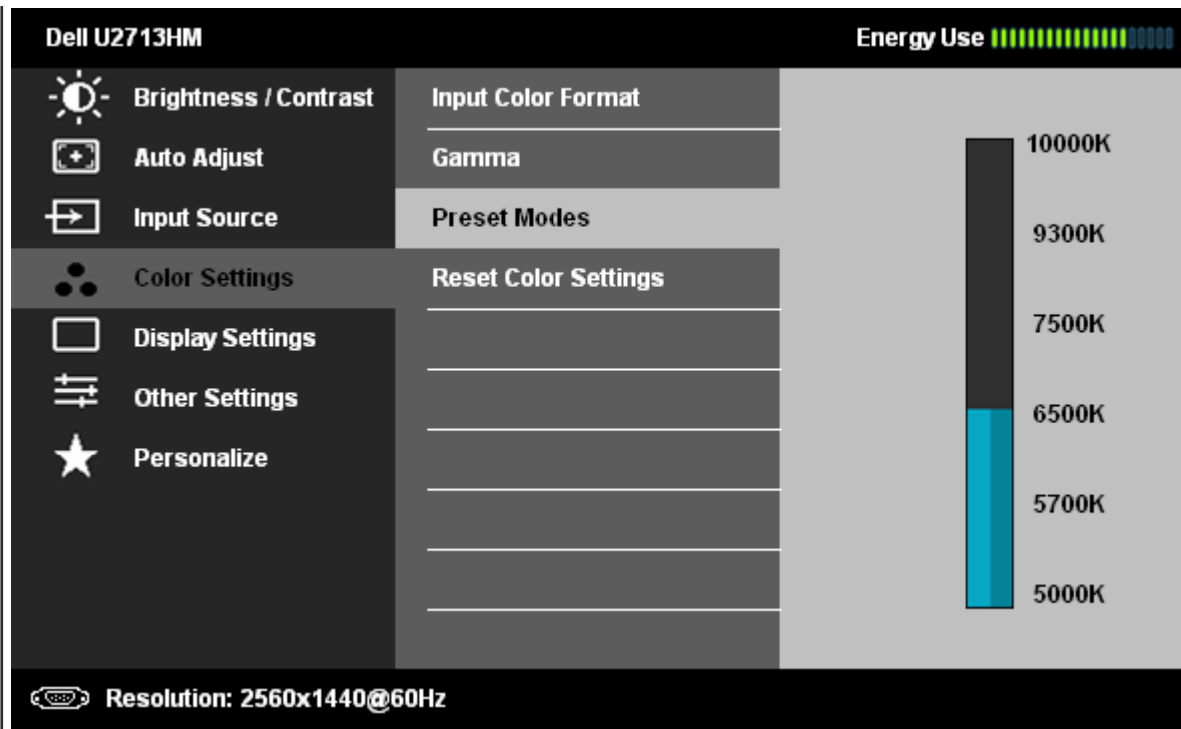 Dell U2713HM
Energy Use
Brightness / Contrast
Auto Adjust
Input Source
Color Settings
Display Settings
Other Settings
Personalize
Input Color Format
Gamma
Preset Modes
Reset Color Settings
10000K
9300K
7500K
6500K
5700K
5000K
Resolution: 2560x1440@60Hz